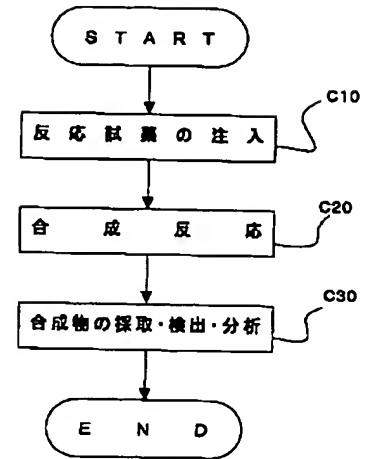 START
C10
反応試薬の注入
C20
合成反応
C30
合成物の採取・検出・分析
END